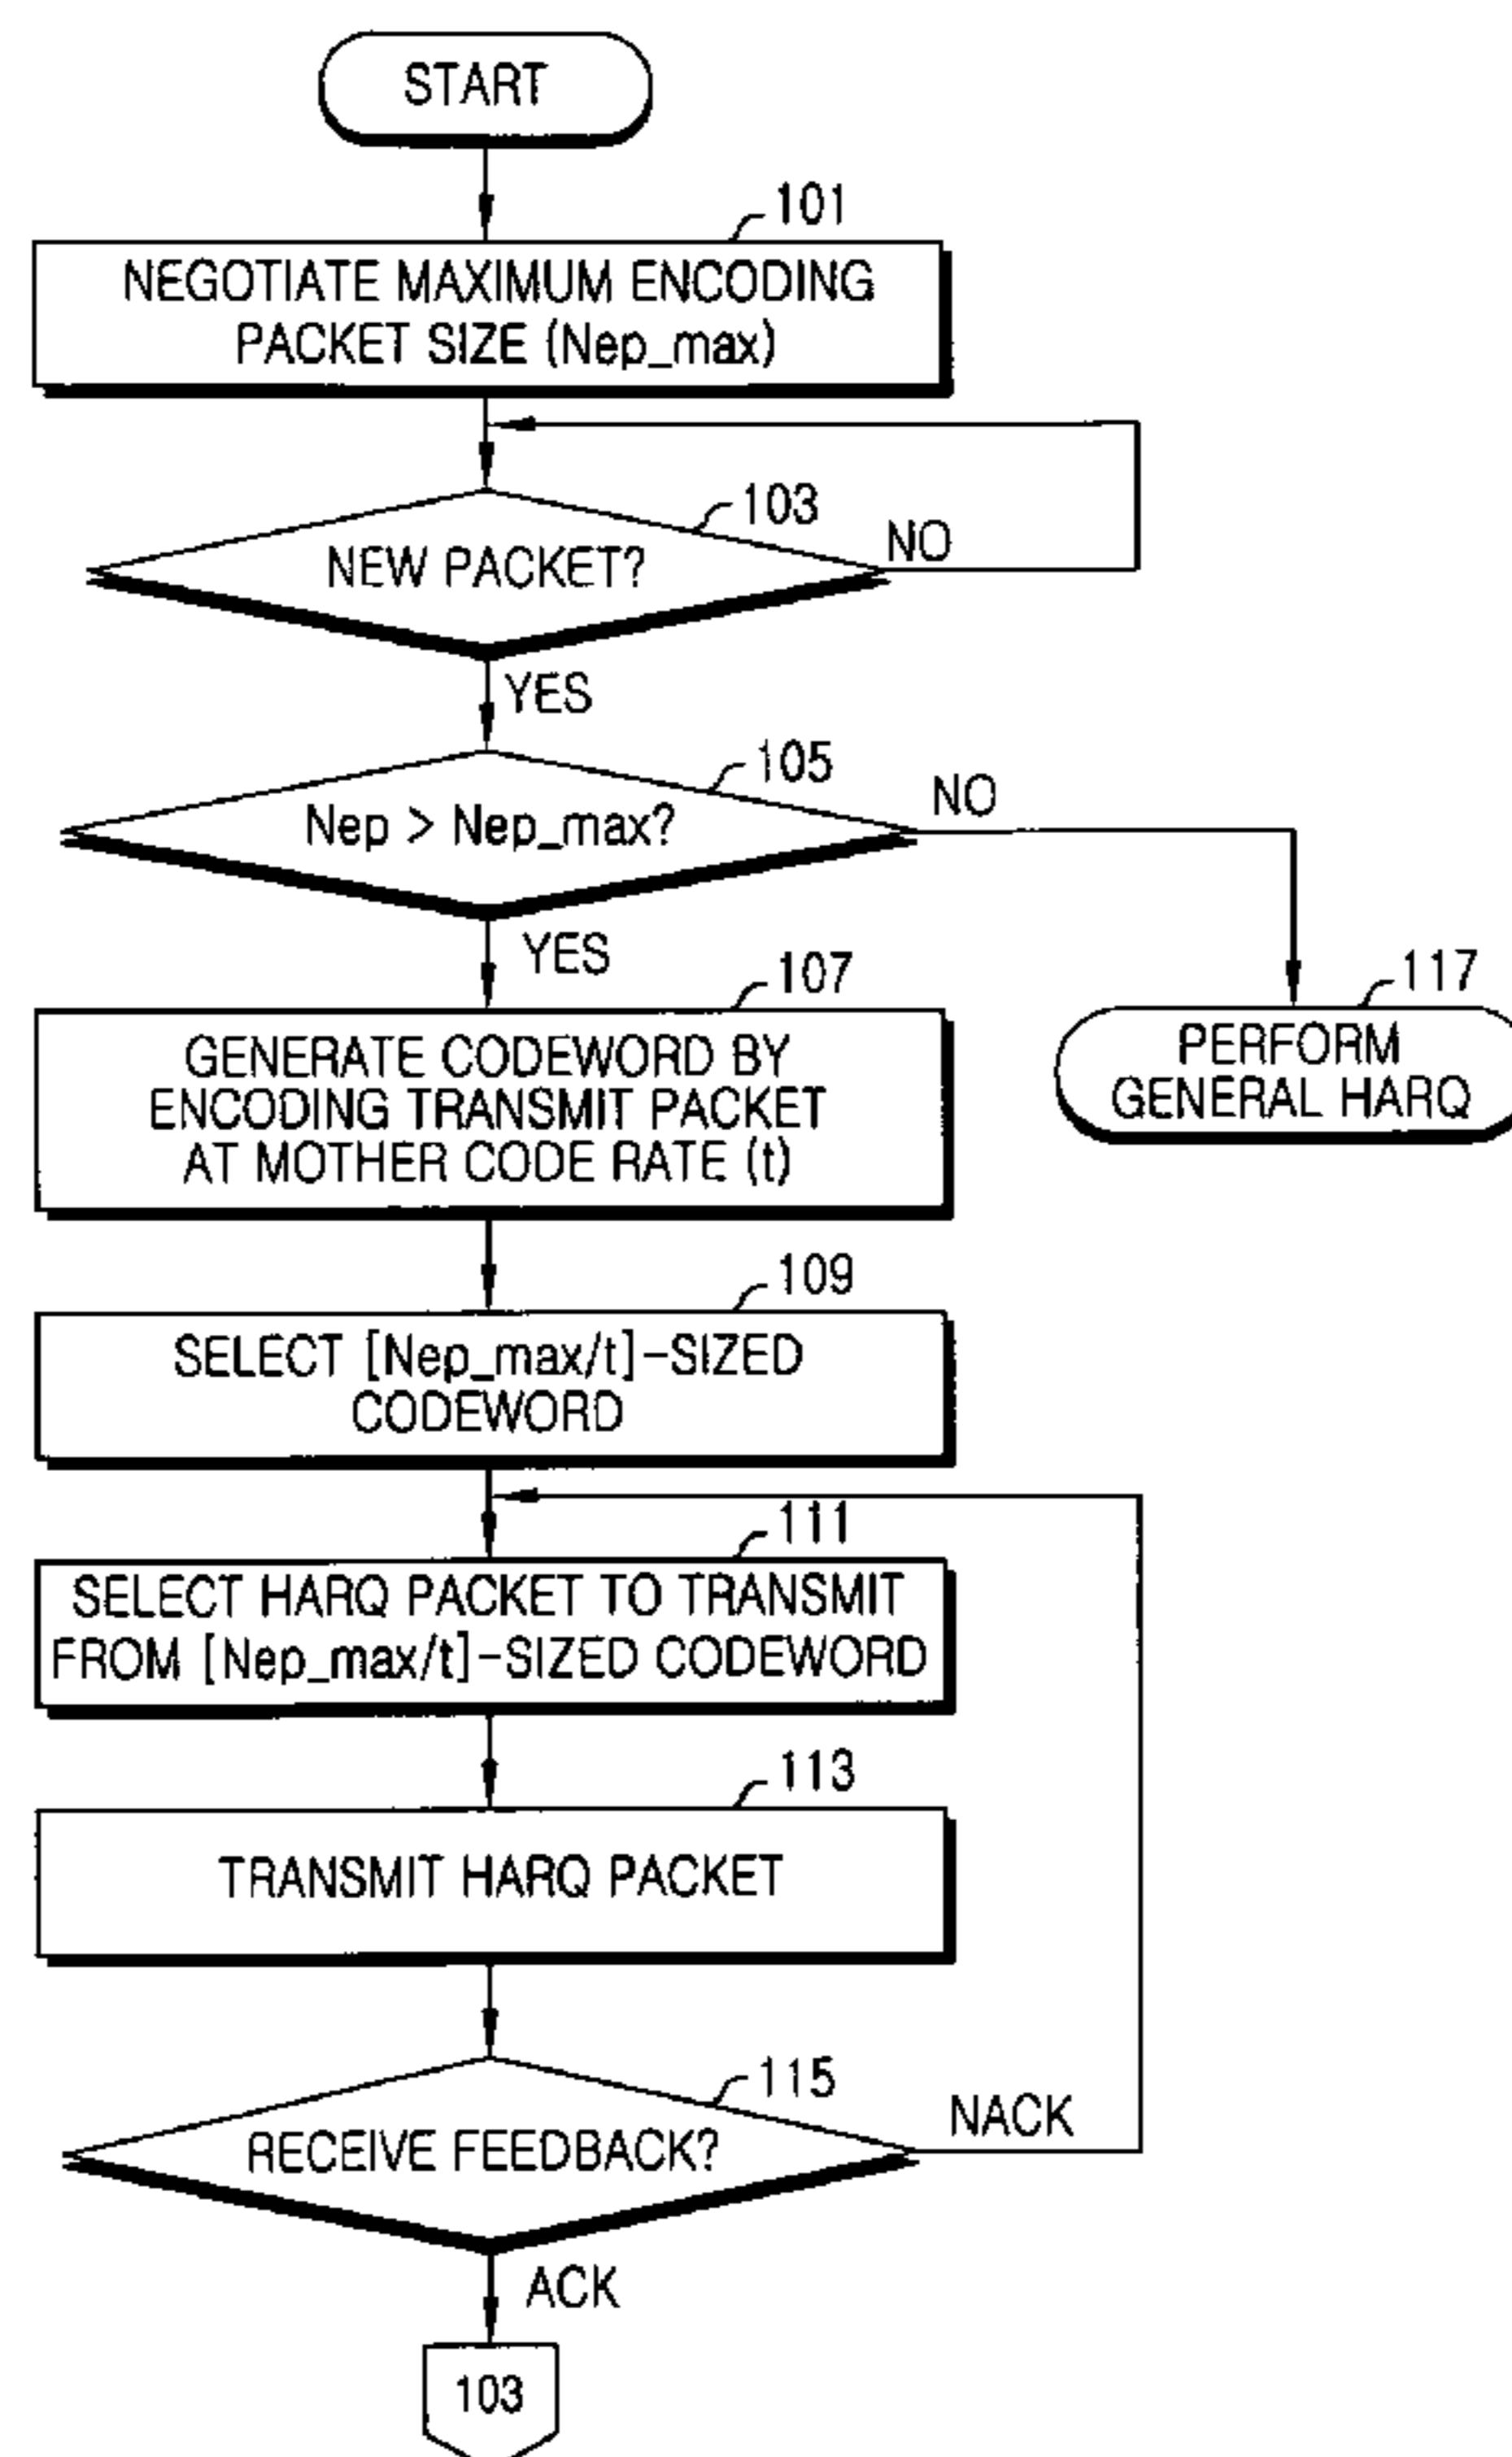 START
101
NEGOTIATE MAXIMUM ENCODING
PACKET SIZE (Nep_max)
103
NEW PACKET?
NO
YES
105
Nep > Nep_max?
NO
YES
107
GENERATE CODEWORD BY
ENCODING TRANSMIT PACKET
AT MOTHER CODE RATE (t)
117
PERFORM
GENERAL HARQ
109
SELECT [Nep_max/t]-SIZED
CODEWORD
111
SELECT HARQ PACKET TO TRANSMIT
FROM [Nep_max/t]-SIZED CODEWORD
113
TRANSMIT HARQ PACKET
115
RECEIVE FEEDBACK?
NACK
ACK
103